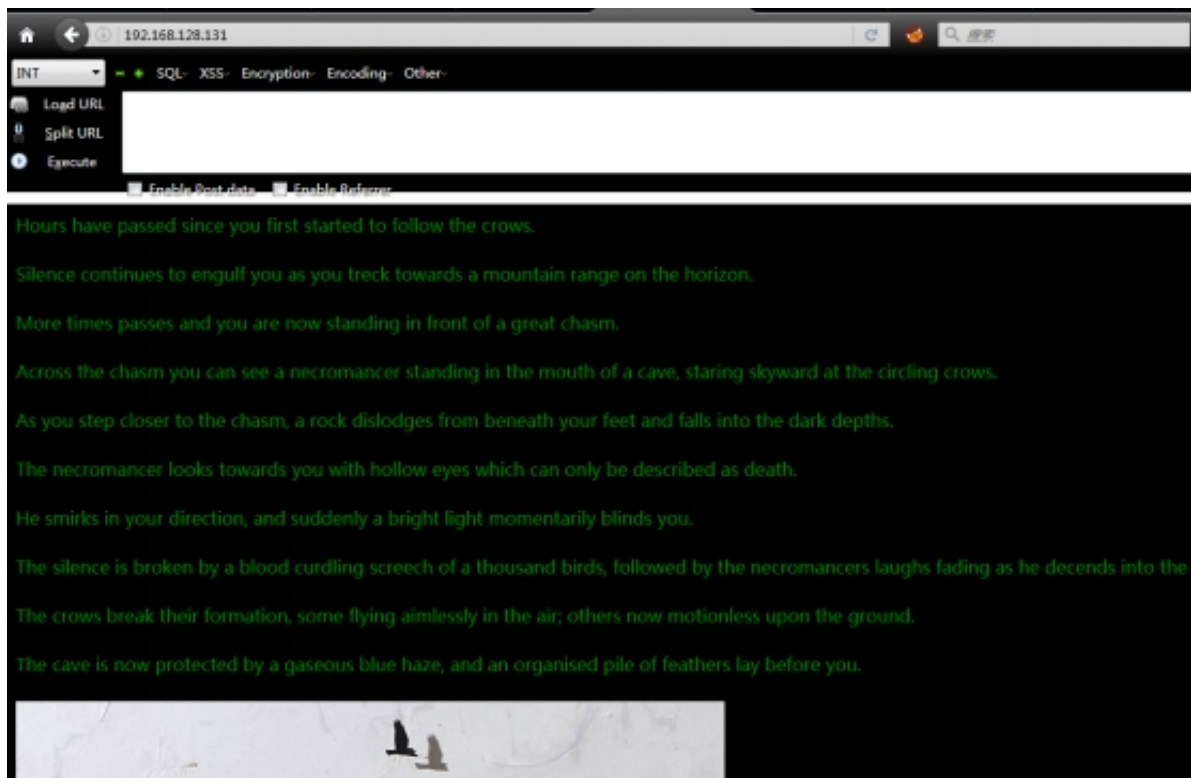 192.168.128.131
搜索
INT
SQL- XSS- Encryption- Encoding- Other-
Load URL
Split URL
Execute
Enable Post data Enable Referrer
Hours have passed since you first started to follow the crows.
Silence continues to engulf you as you treck towards a mountain range on the horizon.
More times passes and you are now standing in front of a great chasm.
Across the chasm you can see a necromancer standing in the mouth of a cave, staring skyward at the circling crows.
As you step closer to the chasm, a rock dislodges from beneath your feet and falls into the dark depths.
The necromancer looks towards you with hollow eyes which can only be described as death.
He smirks in your direction, and suddenly a bright light momentarily blinds you.
The silence is broken by a blood curdling screech of a thousand birds, followed by the necromancers laughs fading as he decends into the
The crows break their formation, some flying aimlessly in the air; others now motionless upon the ground.
The cave is now protected by a gaseous blue haze, and an organised pile of feathers lay before you.